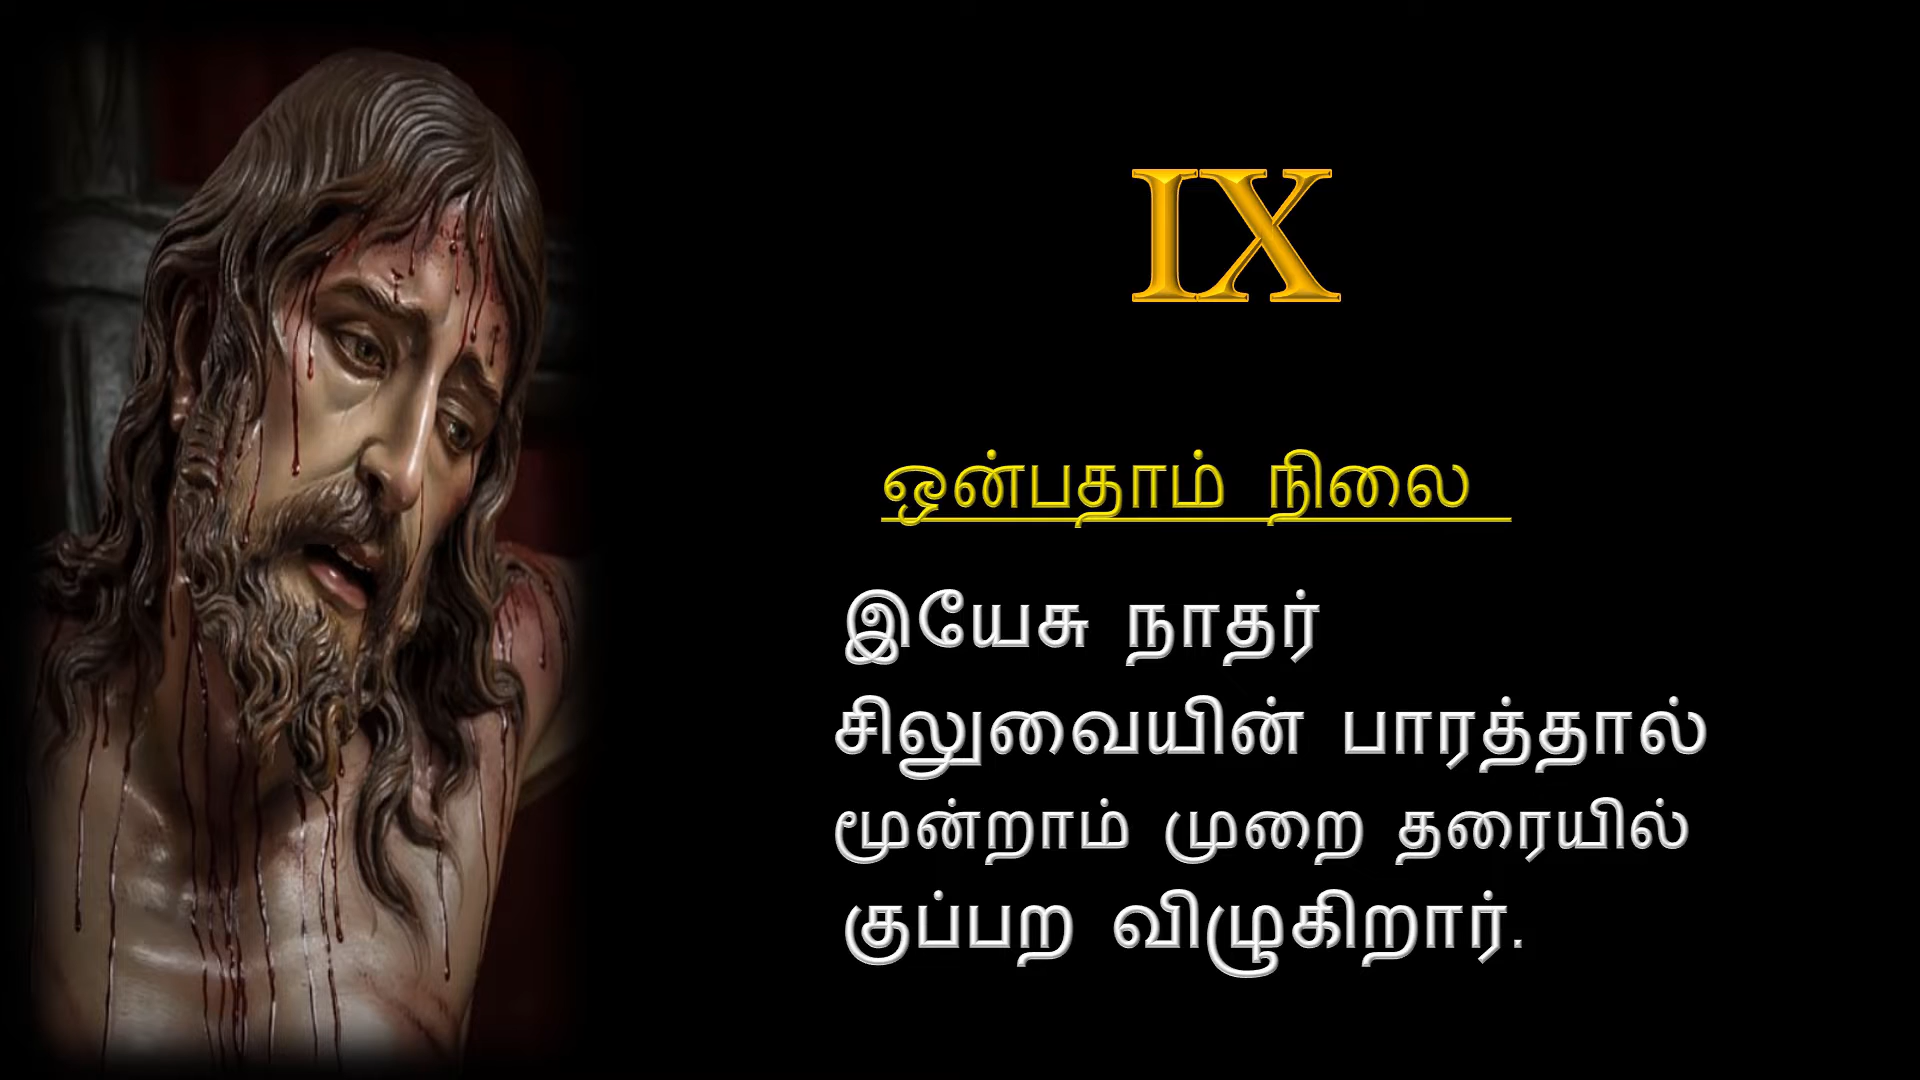 IX
ஒன்பதாம் நிலை
இயேசு நாதர்
சிலுவையின் பாரத்தால்
மூன்றாம் முறை தரையில்
குப்பற விழுகிறார்.